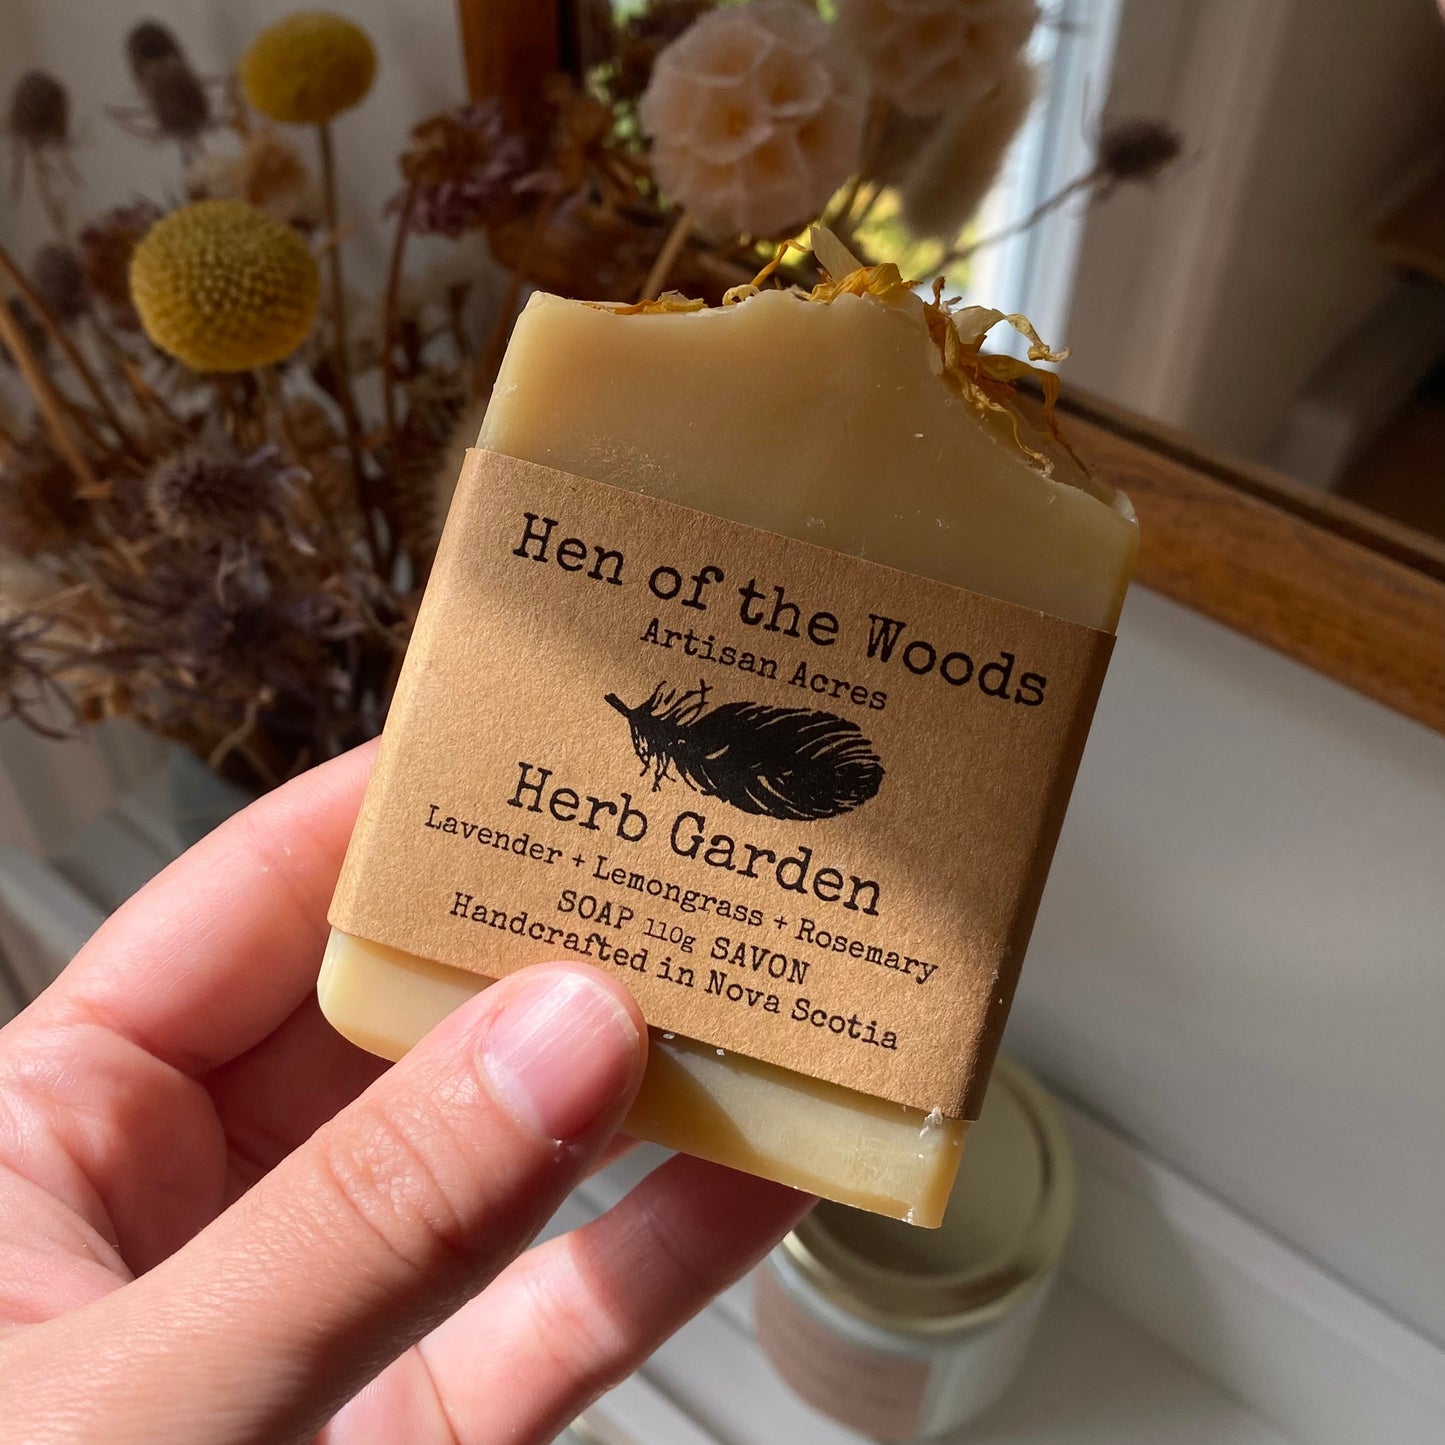 Hen of the Woods
Artisan Acres
Herb Garden
Lavender + Lemongrass + Rosemary
SOAP 110g SAVON
Handcrafted in Nova Scotia